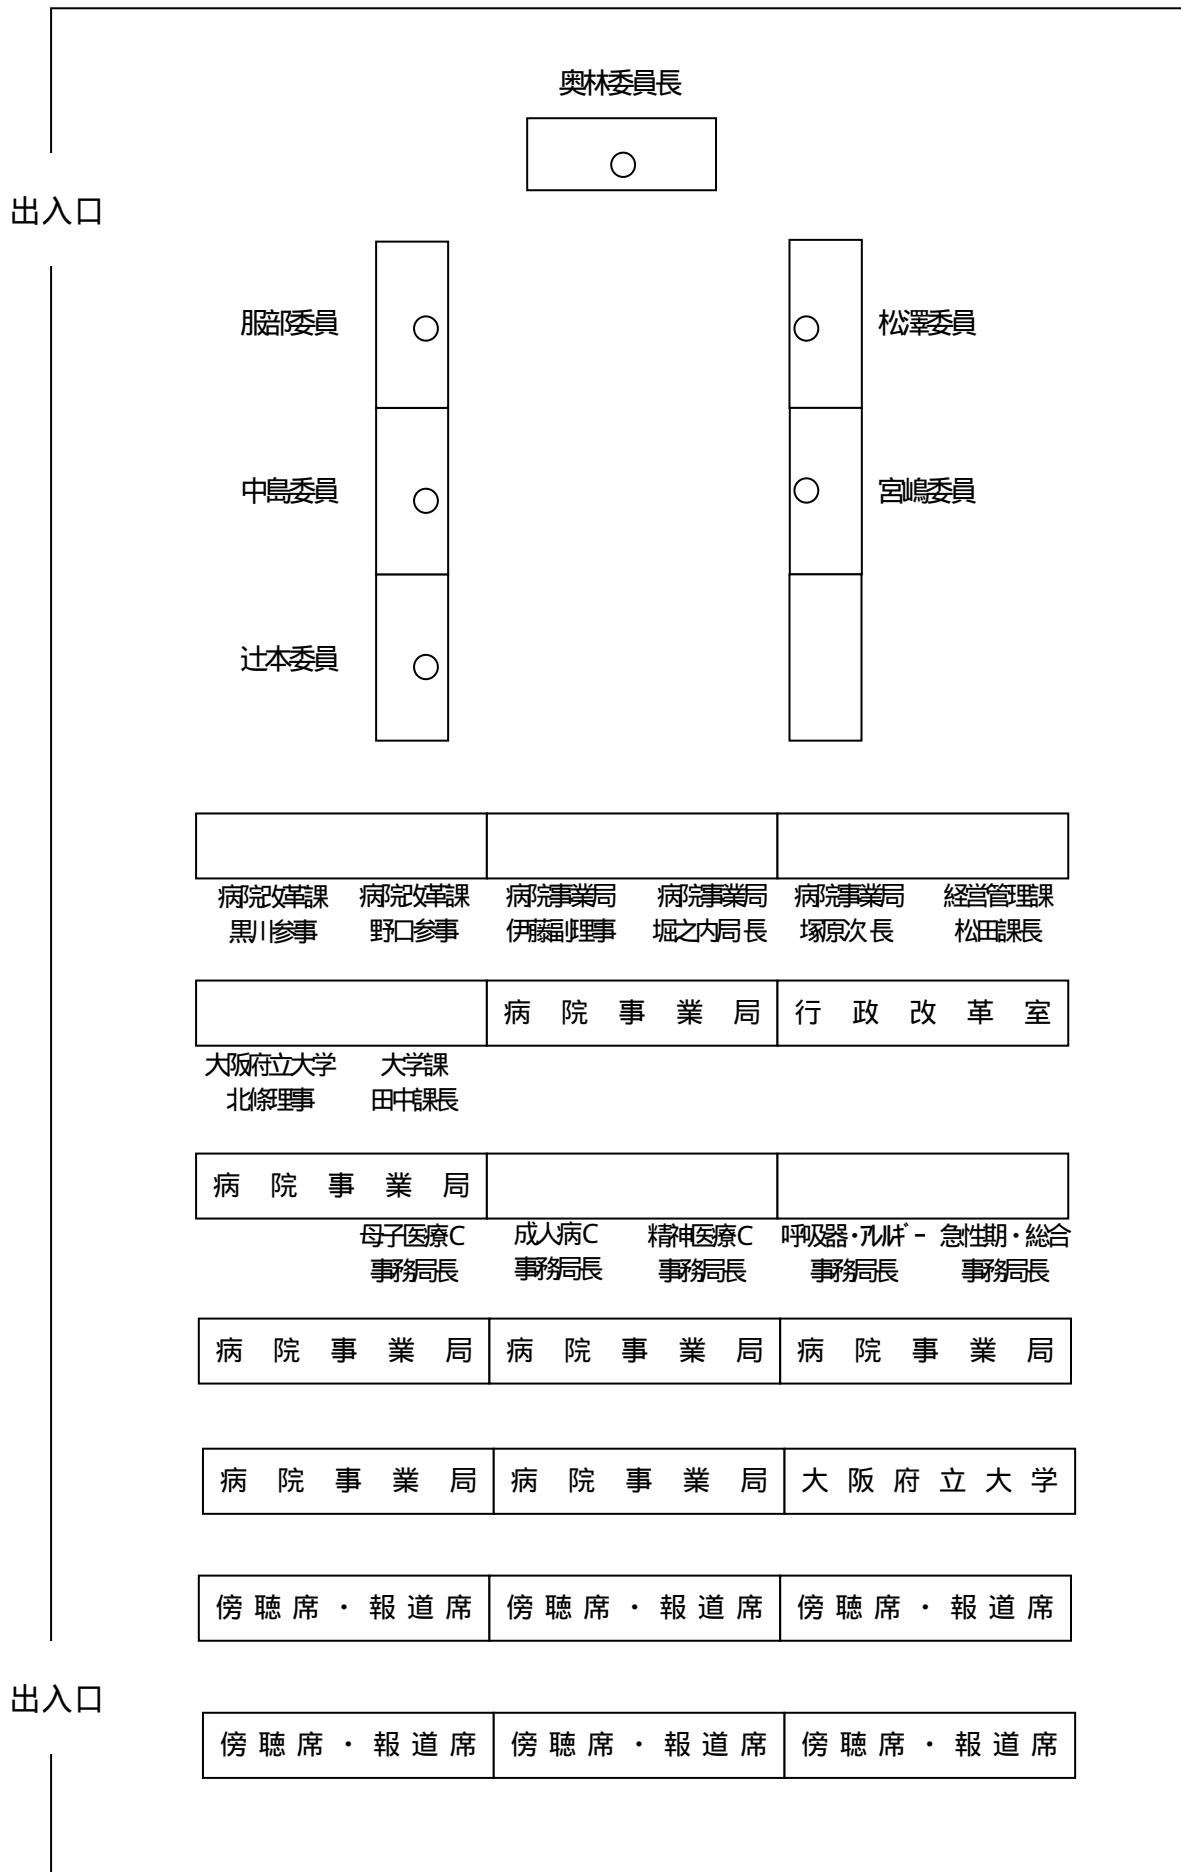 奥林委員長
出入口
服部委員 松澤委員
中島委員 宮嶋委員
辻本委員
病院改革課 病院改革課 病院事業局 病院事業局 病院事業局 経営管理課
黒川参事 野口参事 伊藤副理事 堀之内局長 塚原次長 松田課長
病院事業局 行政改革室
大阪府立大学 大学課
北條理事 田中課長
病院事業局
母子医療C 成人病C 精神医療C 呼吸器・アレルギー 急性期・総合
事務局長 事務局長 事務局長 事務局長 事務局長
病院事業局 病院事業局 病院事業局
病院事業局 病院事業局 大阪府立大学
傍聴席・報道席 傍聴席・報道席 傍聴席・報道席
出入口
傍聴席・報道席 傍聴席・報道席 傍聴席・報道席